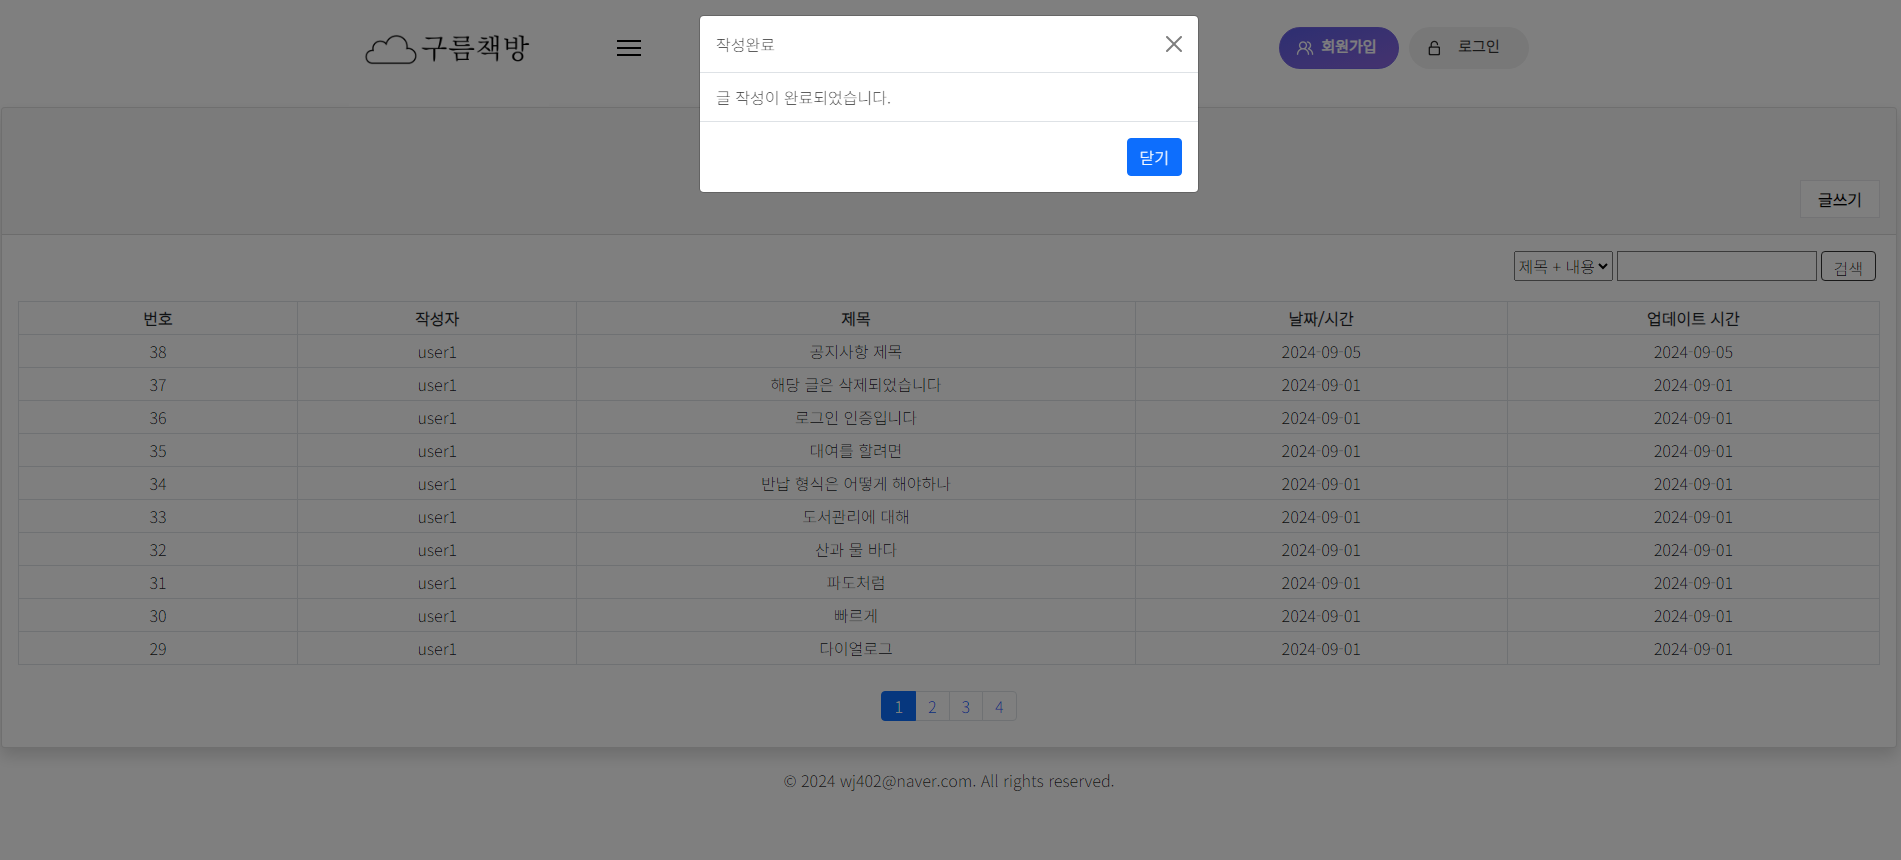 구름책방
회원가입
로그인
작성완료
글 작성이 완료되었습니다.
닫기
글쓰기
제목 + 내용
검색
번호 작성자 제목 날짜/시간 업데이트 시간
38 user1 공지사항 제목 2024-09-05 2024-09-05
37 user1 해당 글은 삭제되었습니다 2024-09-01 2024-09-01
36 user1 로그인 인증입니다 2024-09-01 2024-09-01
35 user1 대여를 할려면 2024-09-01 2024-09-01
34 user1 반납 형식은 어떻게 해야하나 2024-09-01 2024-09-01
33 user1 도서관리에 대해 2024-09-01 2024-09-01
32 user1 산과 물 바다 2024-09-01 2024-09-01
31 user1 파도처럼 2024-09-01 2024-09-01
30 user1 빠르게 2024-09-01 2024-09-01
29 user1 다이얼로그 2024-09-01 2024-09-01
1 2 3 4
© 2024 wj402@naver.com. All rights reserved.